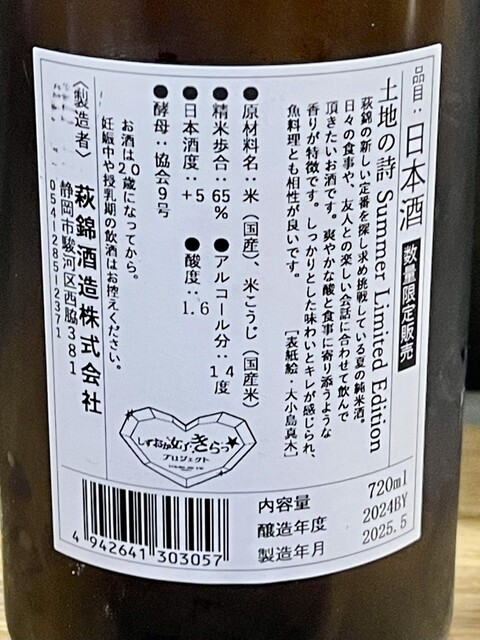 品目：日本酒 数量限定販売
土地の詩 Summer Limited Edition
萩錦の新しい定番を探し求め挑戦している夏の純米酒。
日々の食事や、友人との楽しい会話に合わせて飲んで
頂きたいお酒です。爽やかな酸と食事に寄り添うような
香りが特徴です。しっかりとした味わいとキレが感じられ、
魚料理とも相性が良いです。
[表紙絵・大小島真木]
●原材料名：米（国産）、米こうじ（国産米）
●精米歩合：65% ●アルコール分：14度
●日本酒度：+5 ●酸度：1.6
●酵母：協会9号
お酒は20歳になってから。
妊娠中や授乳期の飲酒はお控えください。
〈製造者〉萩錦酒造株式会社
静岡市駿河区西脇381
054-285-2371
しずおか女子きらっ★
プロジェクト
4 942641 303057
内容量 720ml
醸造年度 2024BY
製造年月 2025.5